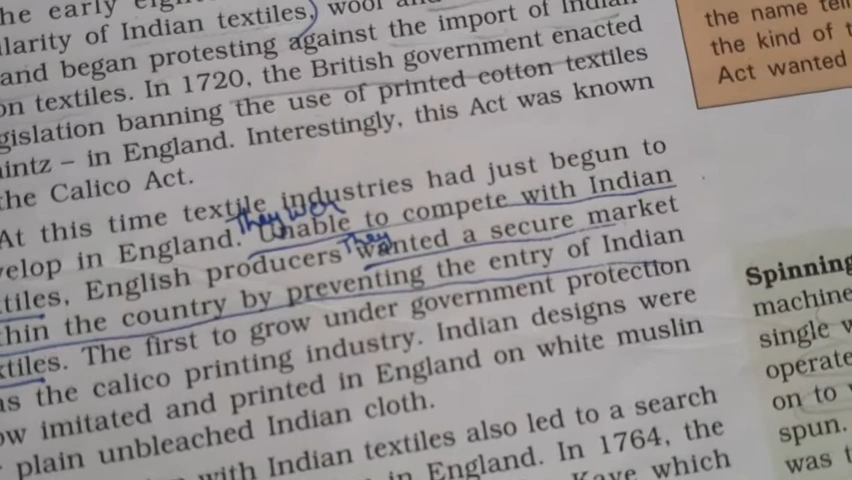 he early
larity of Indian textiles, wool
and began protesting against the import of Indian
on textiles. In 1720, the British government enacted
gislation banning the use of printed cotton textiles
intz – in England. Interestingly, this Act was known
the Calico Act.
At this time textile industries had just begun to
They wer
velop in England. Unable to compete with Indian
They
tiles, English producers wanted a secure market
thin the country by preventing the entry of Indian
xtiles. The first to grow under government protection
as the calico printing industry. Indian designs were
ow imitated and printed in England on white muslin
plain unbleached Indian cloth.
with Indian textiles also led to a search
in England. In 1764, the
Kaye which
the name tell
the kind of t
Act wanted
Spinning
machine
single w
operate
on to
spun.
was t